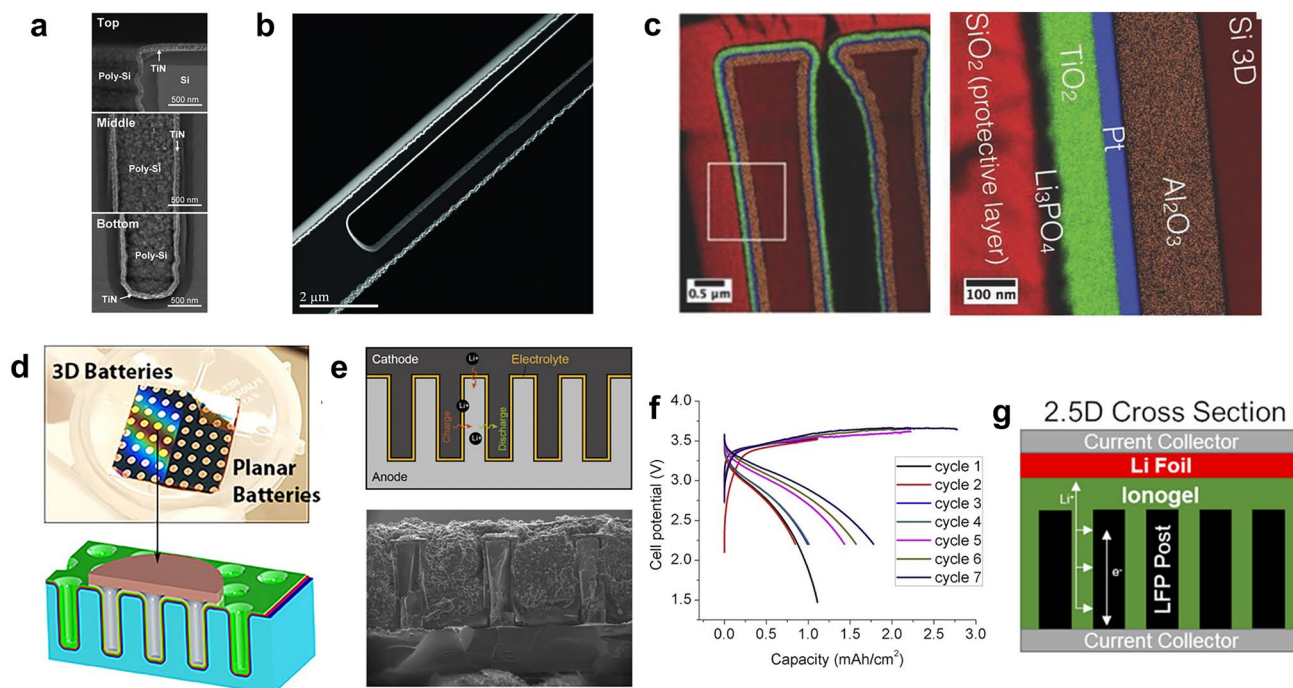 a
Top
TiN
Poly-Si
Si
500 nm
Middle
TiN
Poly-Si
500 nm
Bottom
Poly-Si
TiN
500 nm
b
2 μm
c
0.5 μm
SiO2 (protective layer)
Li3PO4
TiO2
Pt
Al2O3
Si 3D
100 nm
d
3D Batteries
Planar
Batteries
e
Cathode
Li+
Electrolyte
Li+
Charge
Li+
Discharge
Anode
f
Cell potential (V)
4.0
3.5
3.0
2.5
2.0
1.5
cycle 1
cycle 2
cycle 3
cycle 4
cycle 5
cycle 6
cycle 7
0.0 0.5 1.0 1.5 2.0 2.5 3.0
Capacity (mAh/cm2)
g
2.5D Cross Section
Current Collector
Li Foil
Li+
Ionogel
LFP Post
e-
Current Collector